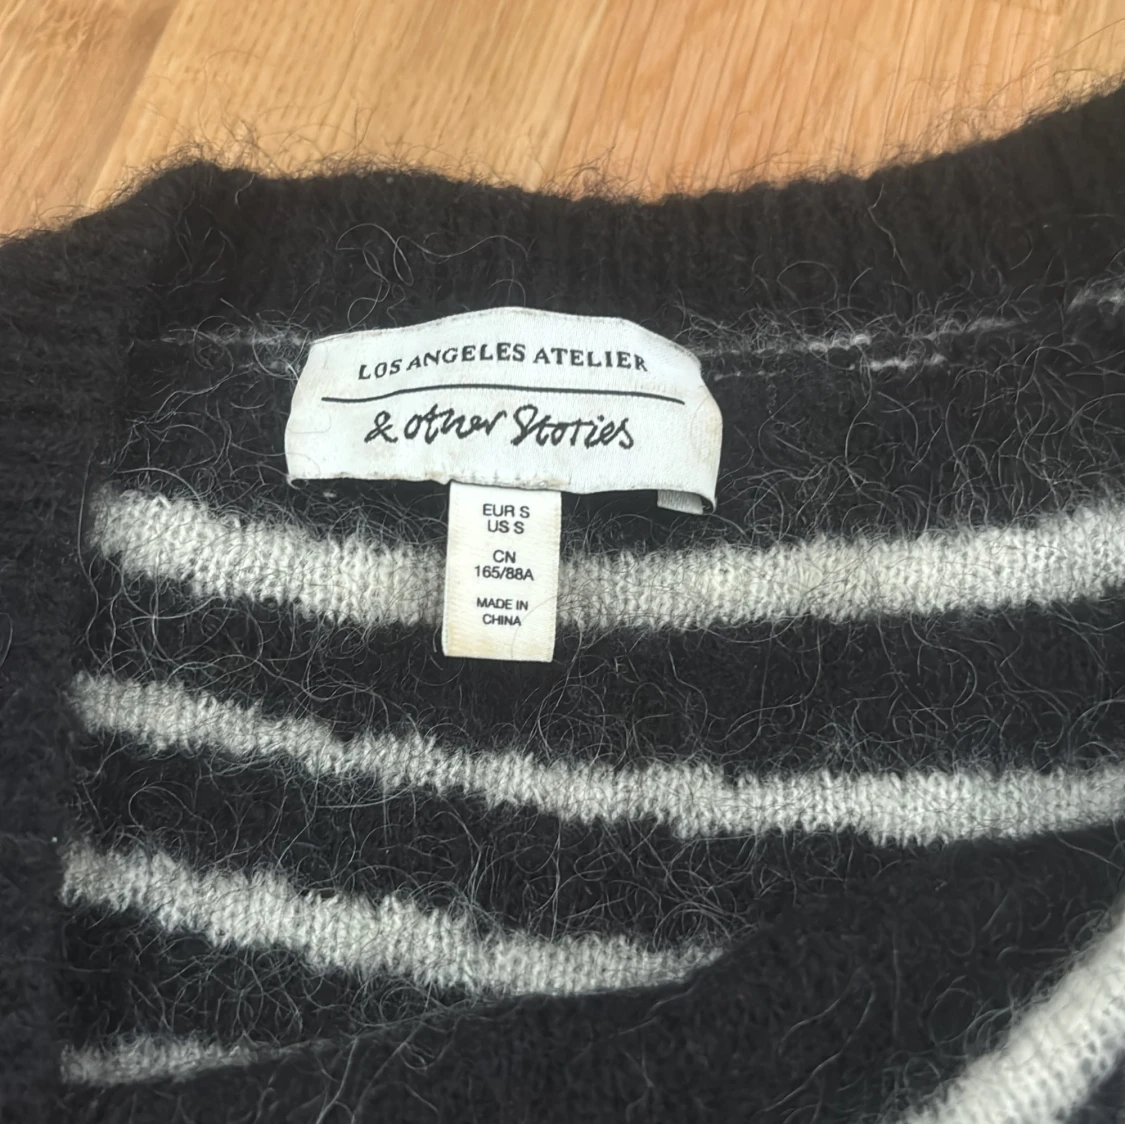 LOS ANGELES ATELIER
& other Stories
EUR S
US S
CN
165/88A
MADE IN
CHINA